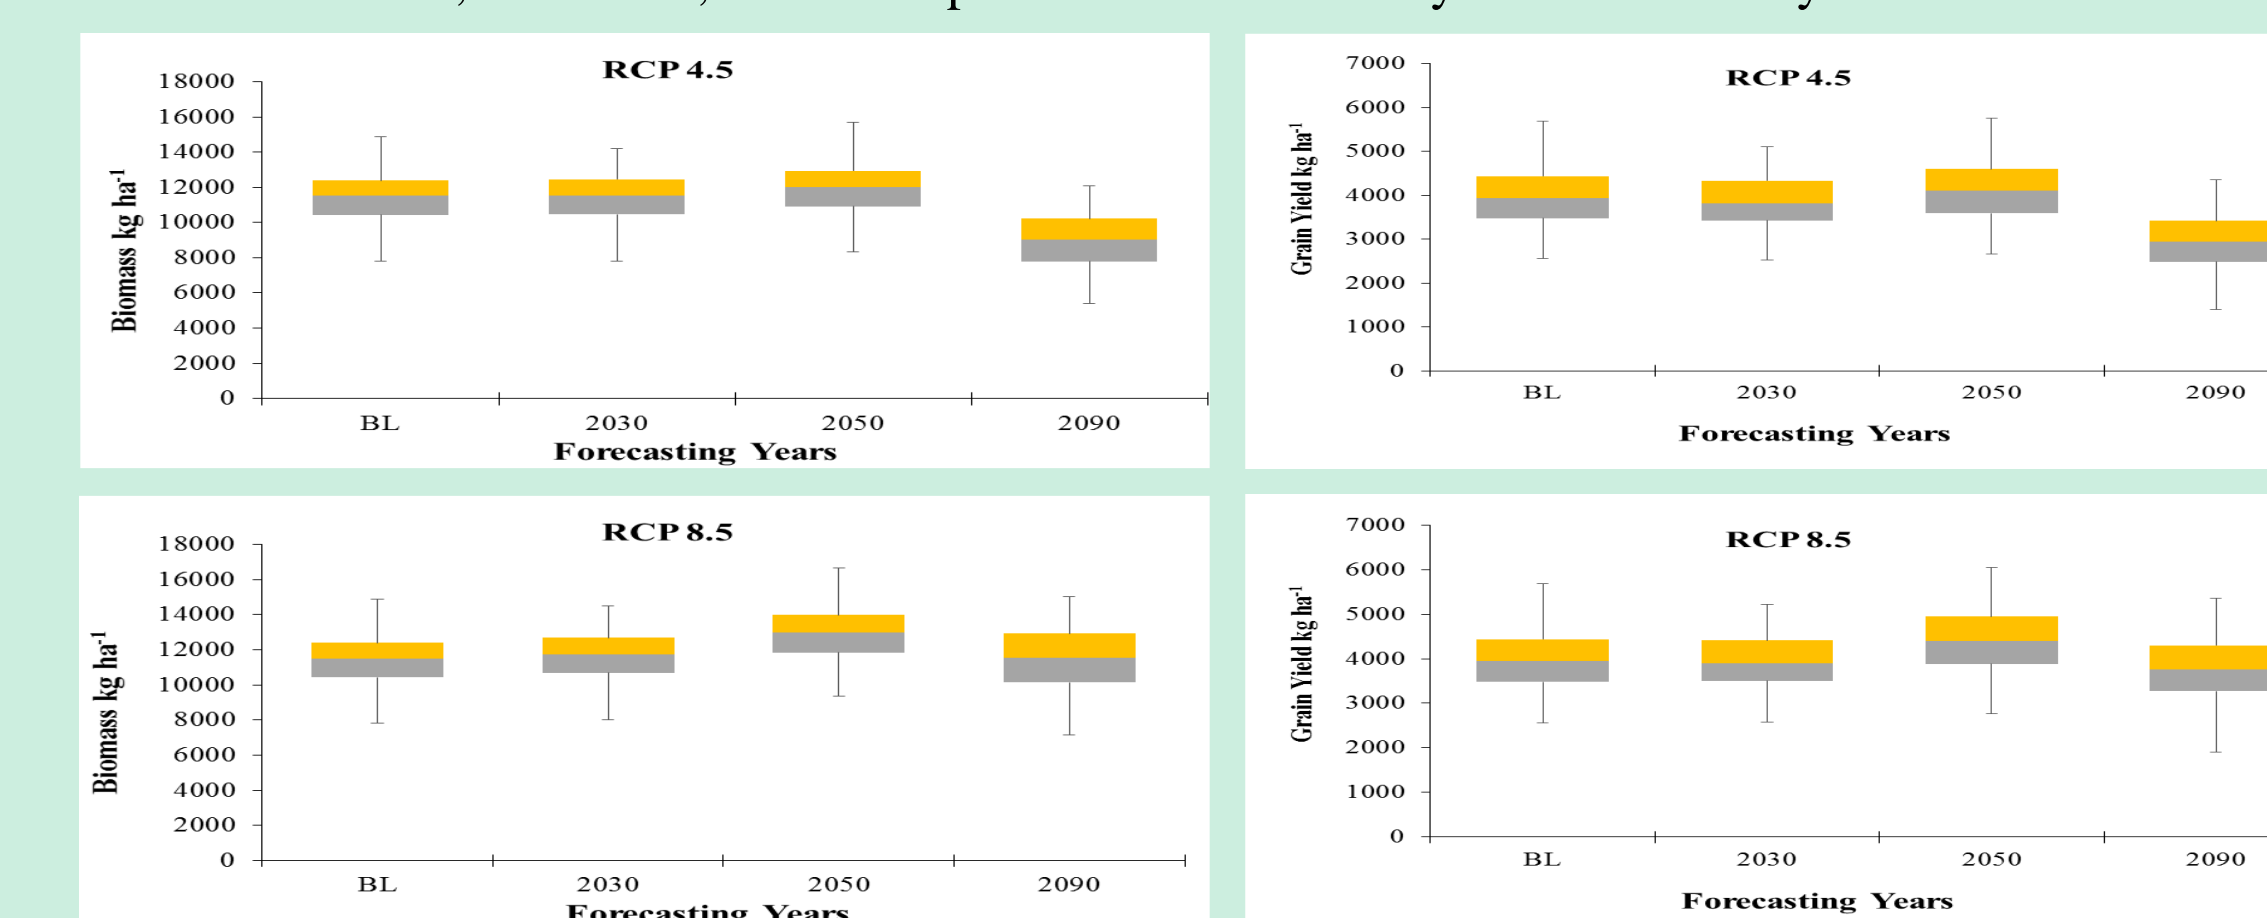 RCP 4.5
18000
16000
14000
12000
10000
8000
6000
4000
2000
0
Biomass kg ha-1
BL 2030 2050 2090
Forecasting Years
RCP 4.5
7000
6000
5000
4000
3000
2000
1000
0
Grain Yield kg ha-1
BL 2030 2050 2090
Forecasting Years
RCP 8.5
18000
16000
14000
12000
10000
8000
6000
4000
2000
0
Biomass kg ha-1
BL 2030 2050 2090
Forecasting Years
RCP 8.5
7000
6000
5000
4000
3000
2000
1000
0
Grain Yield kg ha-1
BL 2030 2050 2090
Forecasting Years